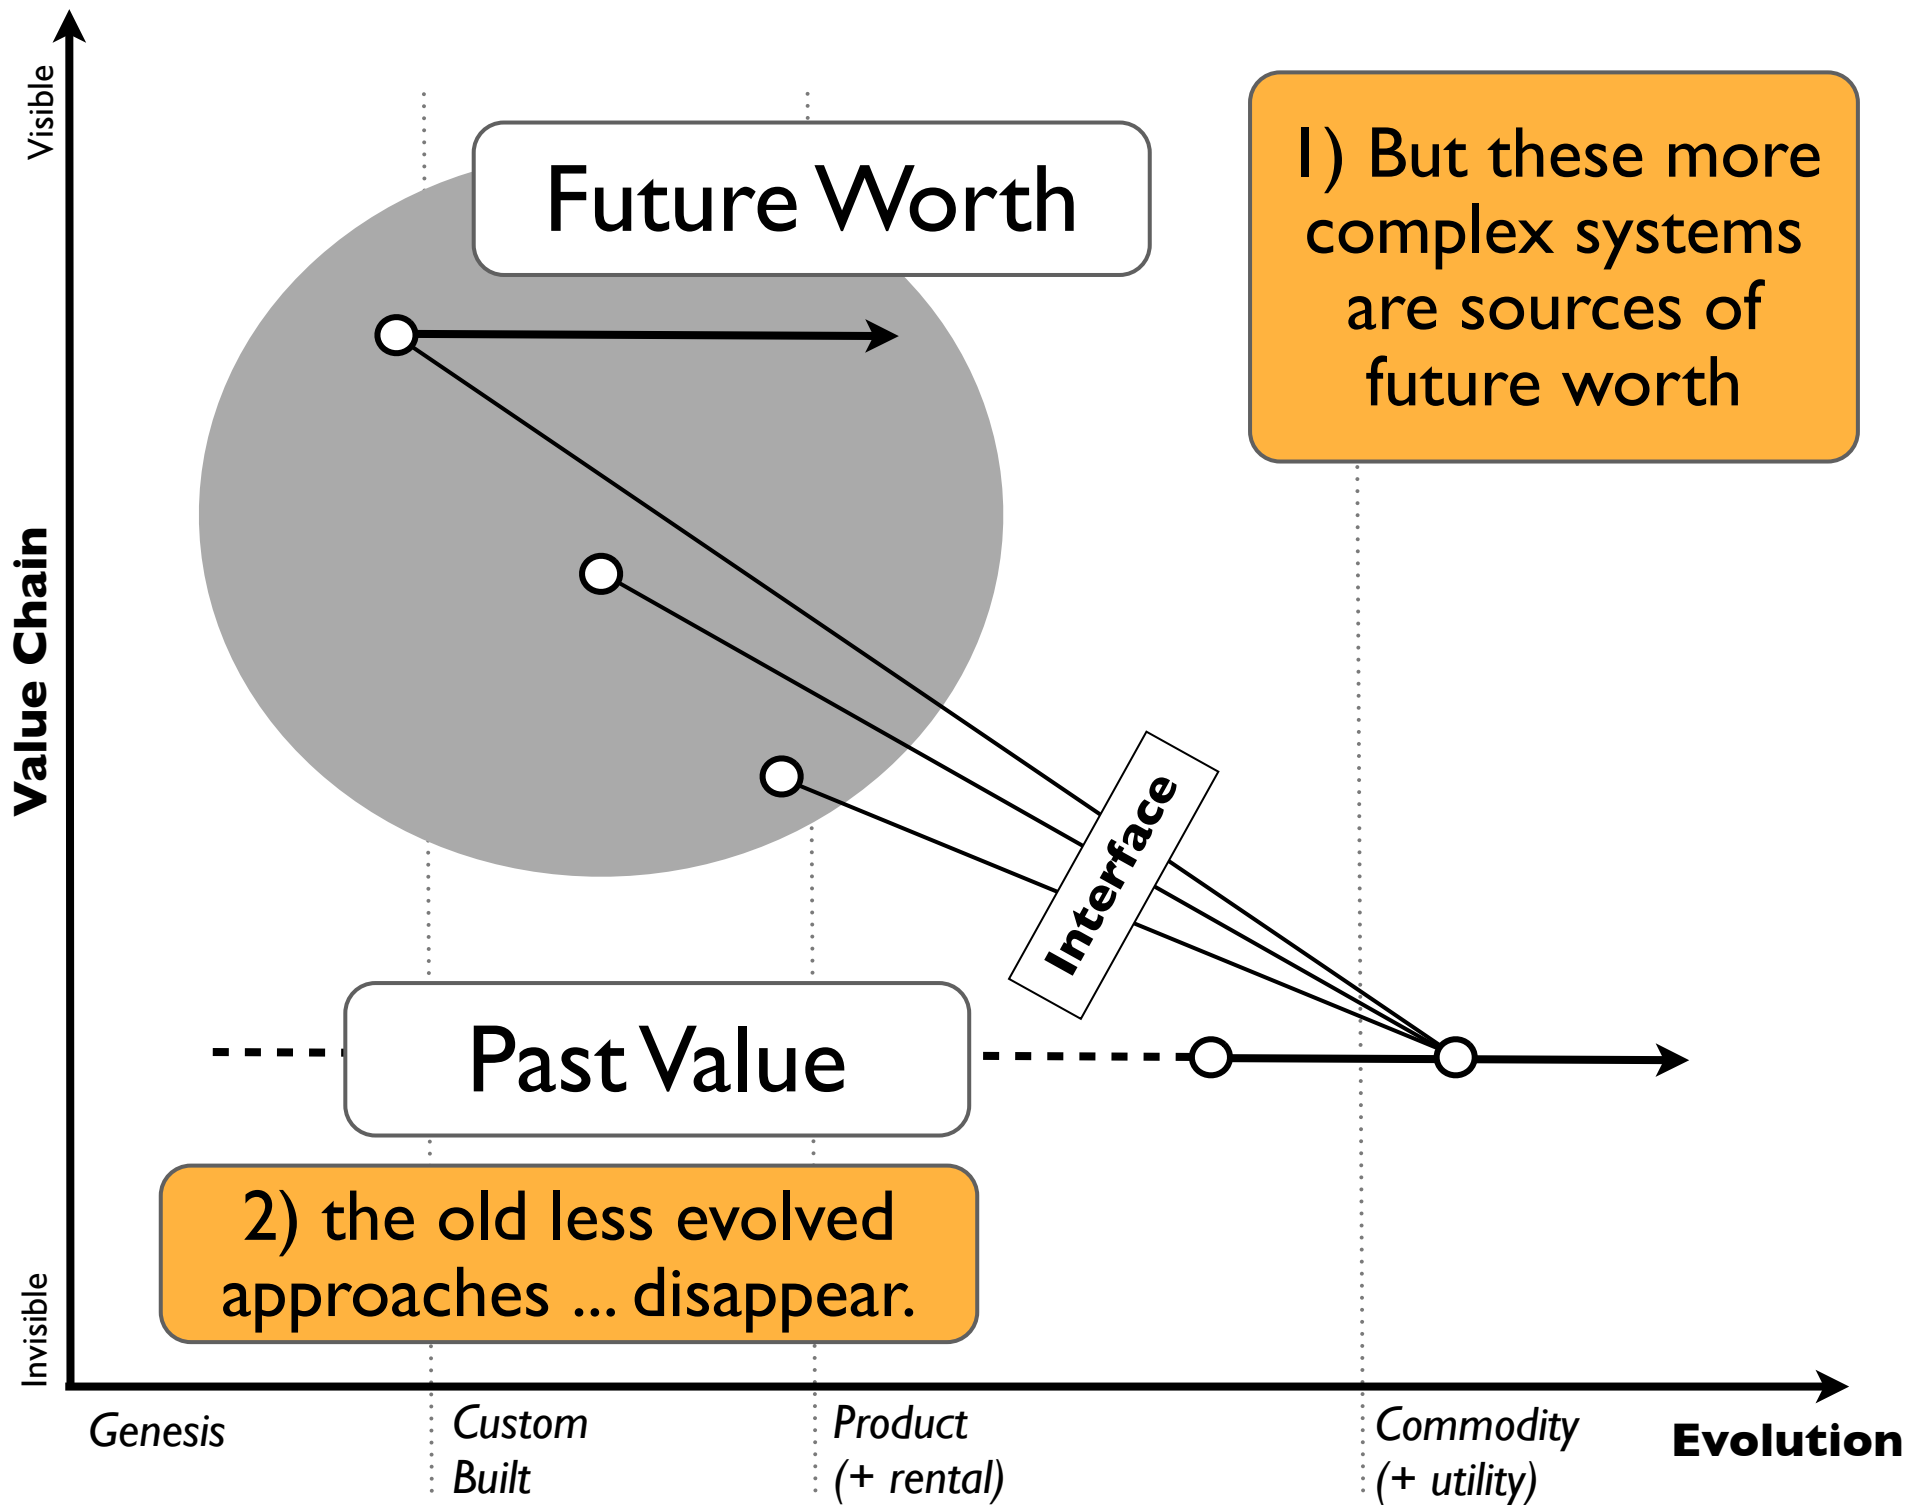 Visible
Future Worth
1) But these more
complex systems
are sources of
future worth
Value Chain
Interface
Past Value
2) the old less evolved
approaches ... disappear.
Invisible
Genesis
Custom
Built
Product
(+ rental)
Commodity
(+ utility)
Evolution